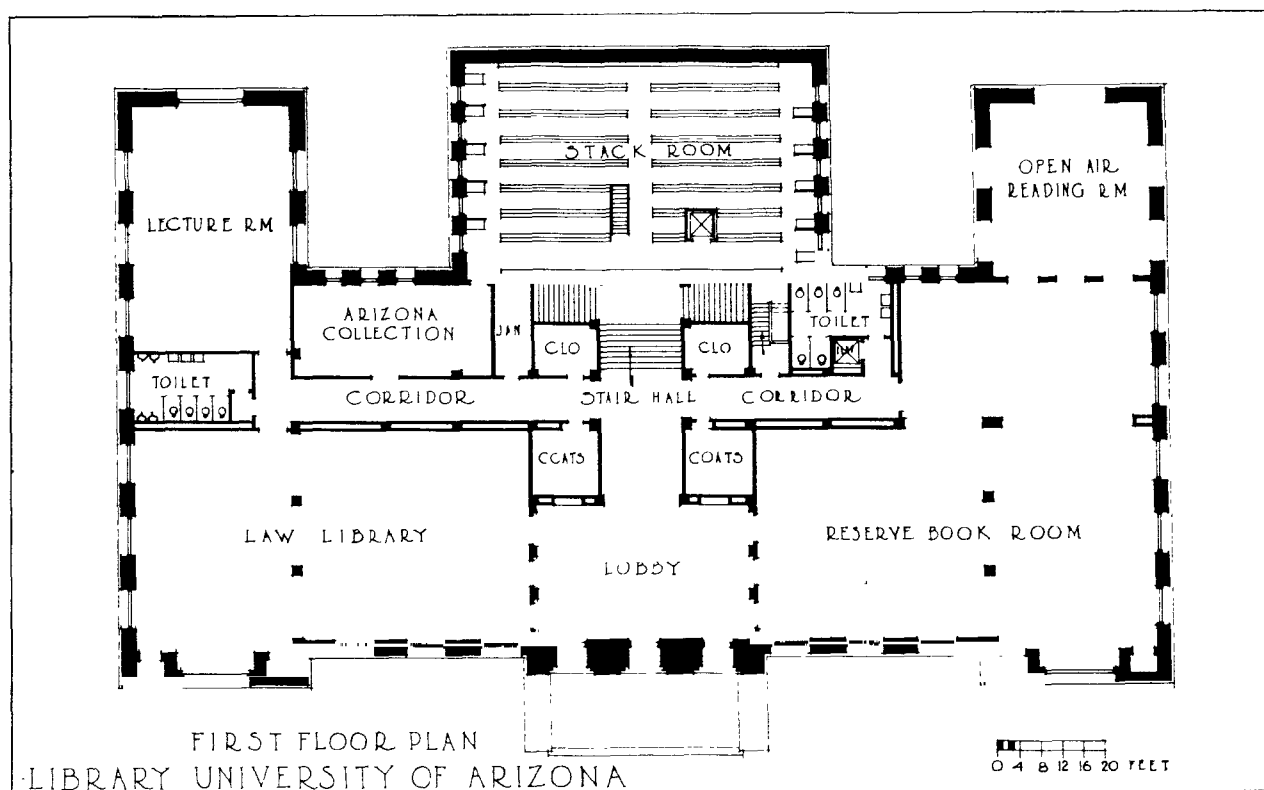 STACK ROOM
OPEN AIR
READING RM
LECTURE RM
ARIZONA
COLLECTION
JAN
CLO
CLO
TOILET
TOILET
CORRIDOR
STAIR HALL
CORRIDOR
COATS
COATS
LAW LIBRARY
LOBBY
RESERVE BOOK ROOM
FIRST FLOOR PLAN
LIBRARY UNIVERSITY OF ARIZONA
0 4 8 12 16 20 FEET